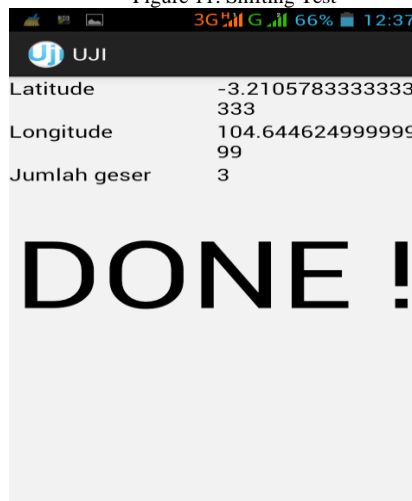 Figure 11. Shifting Test
3G H G 66% 12:37
Uj UJI
Latitude -3.2105783333333
333
Longitude 104.644624999999
99
Jumlah geser 3
DONE !